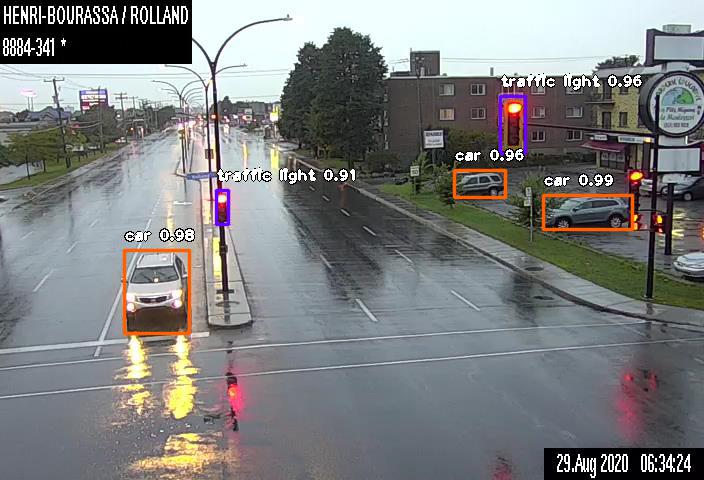 HENRI-BOURASSA / ROLLAND
8884-341 *
traffic light 0.96
car 0.96
traffic light 0.91
car 0.99
car 0.98
29.Aug 2020 06:34:24